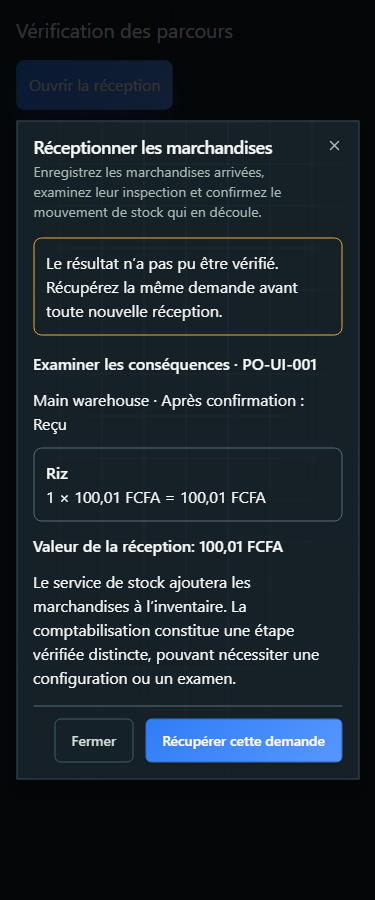 Vérification des parcours
Ouvrir la réception
Réceptionner les marchandises
×
Enregistrez les marchandises arrivées,
examinez leur inspection et confirmez le
mouvement de stock qui en découle.
Le résultat n’a pas pu être vérifié.
Récupérez la même demande avant
toute nouvelle réception.
Examiner les conséquences · PO-UI-001
Main warehouse · Après confirmation :
Reçu
Riz
1 × 100,01 FCFA = 100,01 FCFA
Valeur de la réception: 100,01 FCFA
Le service de stock ajoutera les
marchandises à l’inventaire. La
comptabilisation constitue une étape
vérifiée distincte, pouvant nécessiter une
configuration ou un examen.
Fermer
Récupérer cette demande